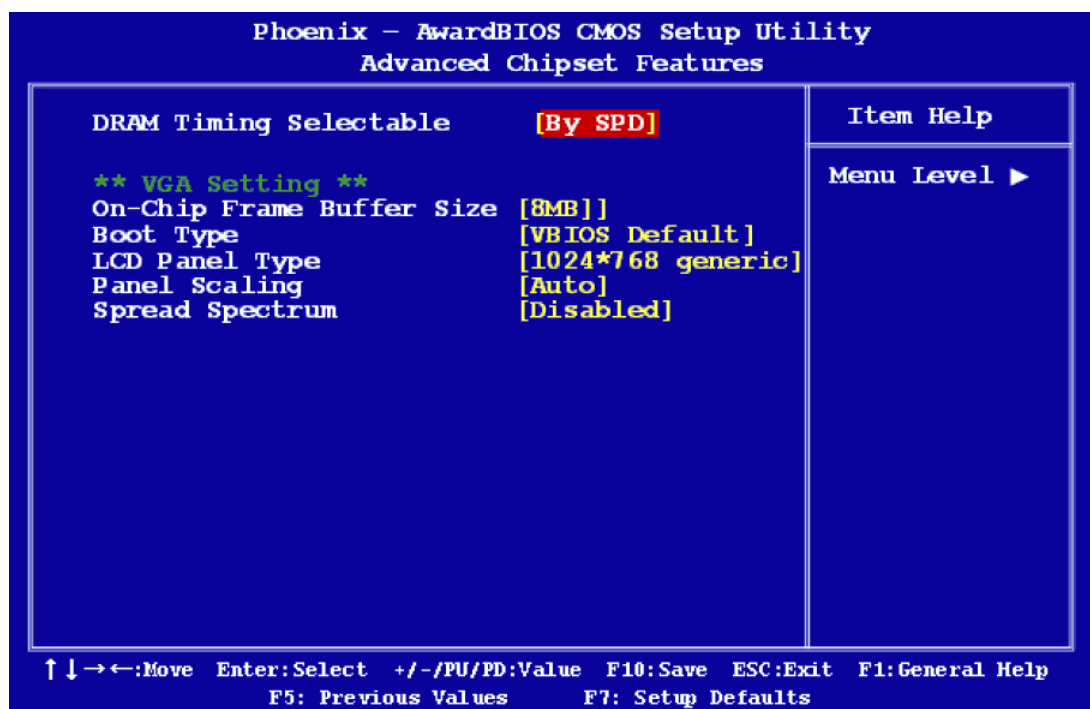 Phoenix – AwardBIOS CMOS Setup Utility
Advanced Chipset Features
DRAM Timing Selectable [By SPD]
Item Help
** VGA Setting **
Menu Level ▶
On-Chip Frame Buffer Size [8MB]]
Boot Type [VBIOS Default]
LCD Panel Type [1024*768 generic]
Panel Scaling [Auto]
Spread Spectrum [Disabled]
↑↓→←:Move Enter:Select +/-/PU/PD:Value F10:Save ESC:Exit F1:General Help
F5: Previous Values F7: Setup Defaults